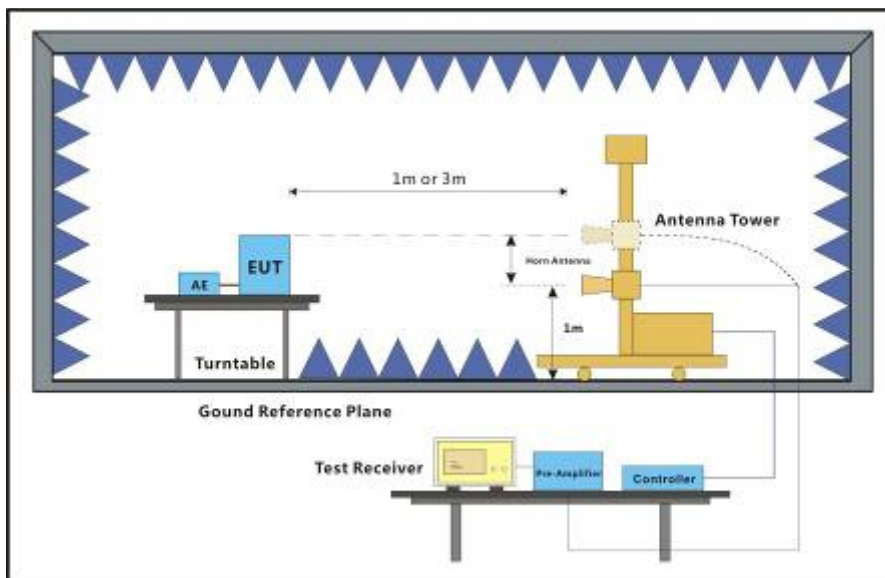 1m or 3m
Antenna Tower
EUT
Horn Antenna
AE
1m
Turntable
Gound Reference Plane
Test Receiver
Pre-Amplifier
Controller